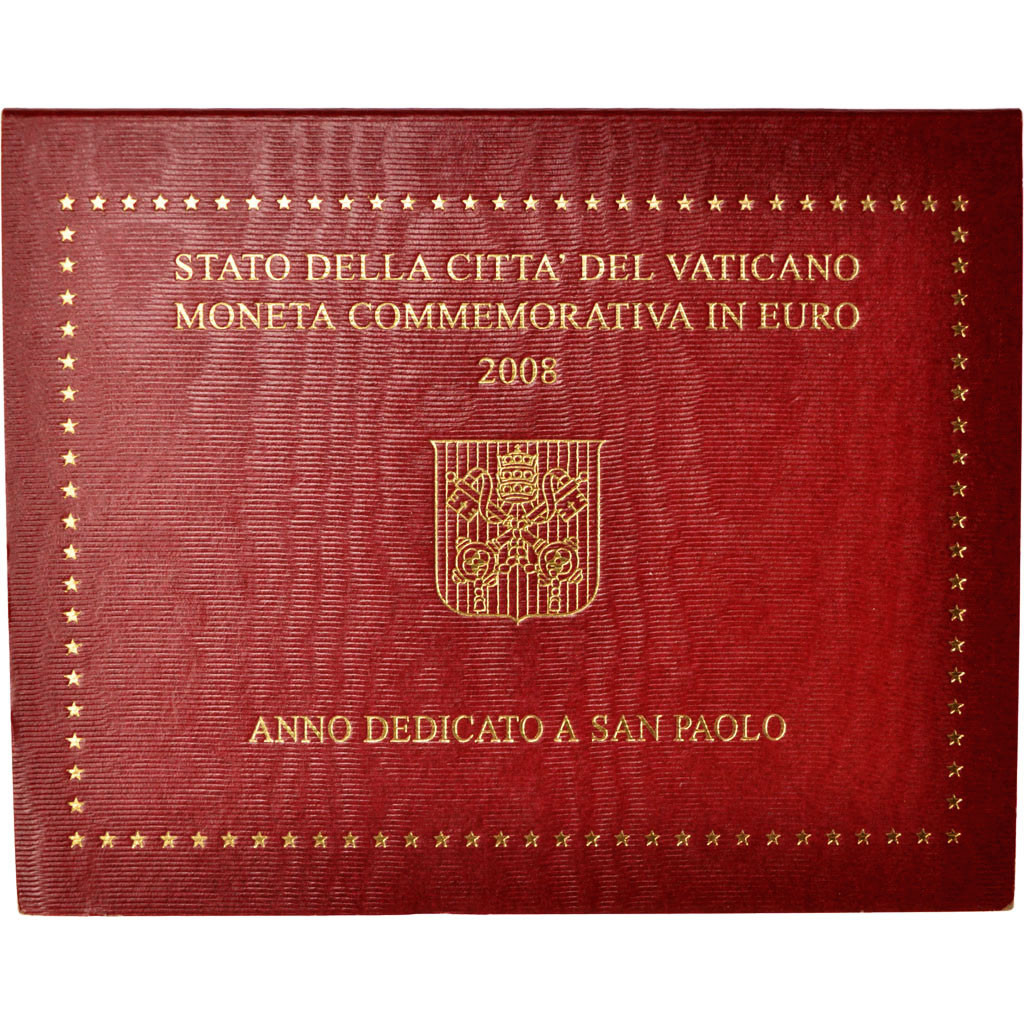 STATO DELLA CITTA' DEL VATICANO
MONETA COMMEMORATIVA IN EURO
2008
ANNO DEDICATO A SAN PAOLO